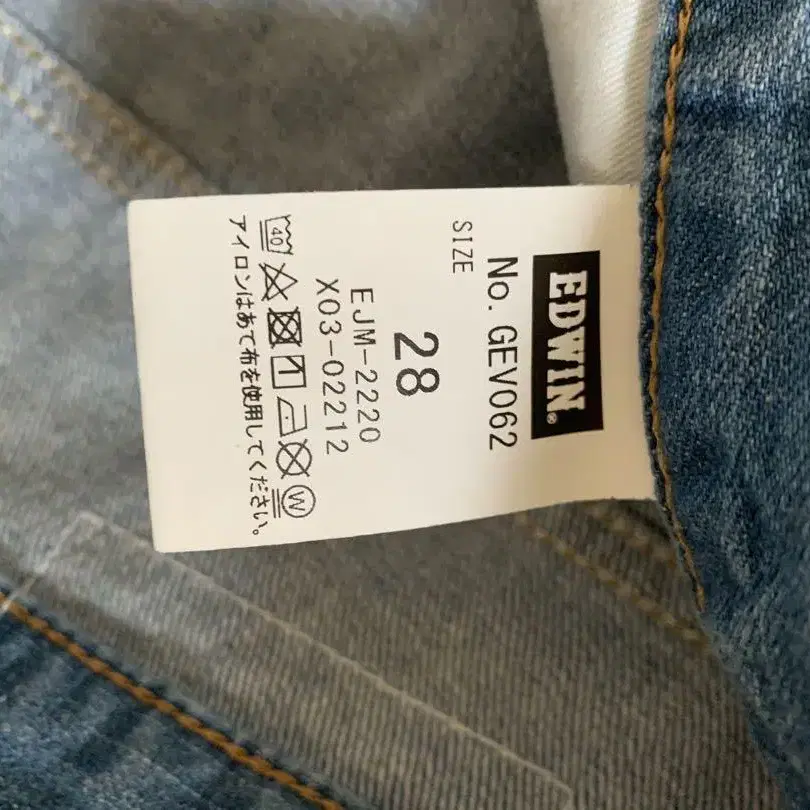 EDWIN®
No. GEV062
SIZE
28
EJM-2220
X03-02212
40
W
アイロンはあて布を使用してください。